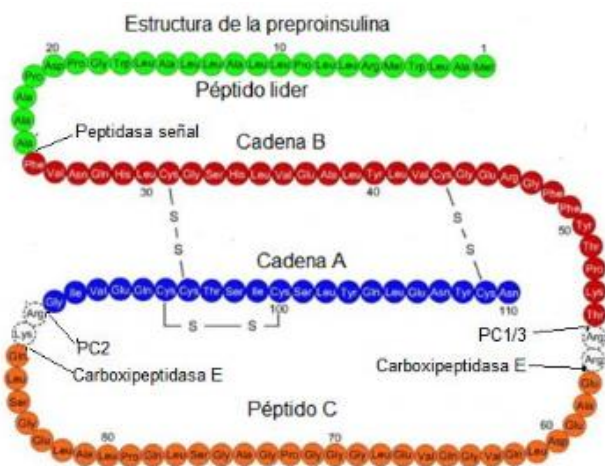 Estructura de la preproinsulina
20 10 1
Pro Asp Pro Gly Trp Leu Ala Leu Leu Ala Leu Leu Pro Leu Leu Arg Met Trp Leu Ala Met
Ala
Péptido lider
Ala
Peptidasa señal
Ala
Cadena B
Phe Val Asn Gln His Leu Cys Gly Ser His Leu Val Glu Ala Leu Tyr Leu Val Cys Gly Glu Arg Gly Phe Phe Tyr Thr Pro Lys Thr
30 40 50
S S
S S
Cadena A
Gly Ile Val Glu Gln Cys Cys Thr Ser Ile Cys Ser Leu Tyr Gln Leu Glu Asn Tyr Cys Asn
100 110
S S
Arg
PC2
PC1/3
Arg
Lys
Carboxipeptidasa E
Carboxipeptidasa E
Arg
Péptido C
Gln Leu Ser Gly Glu Leu Ala Leu Pro Gln Leu Ser Gly Ala Gly Pro Gly Gly Gly Leu Glu Val Gln Gly Val Gln Leu Asp Glu Ala Glu
80 70 60